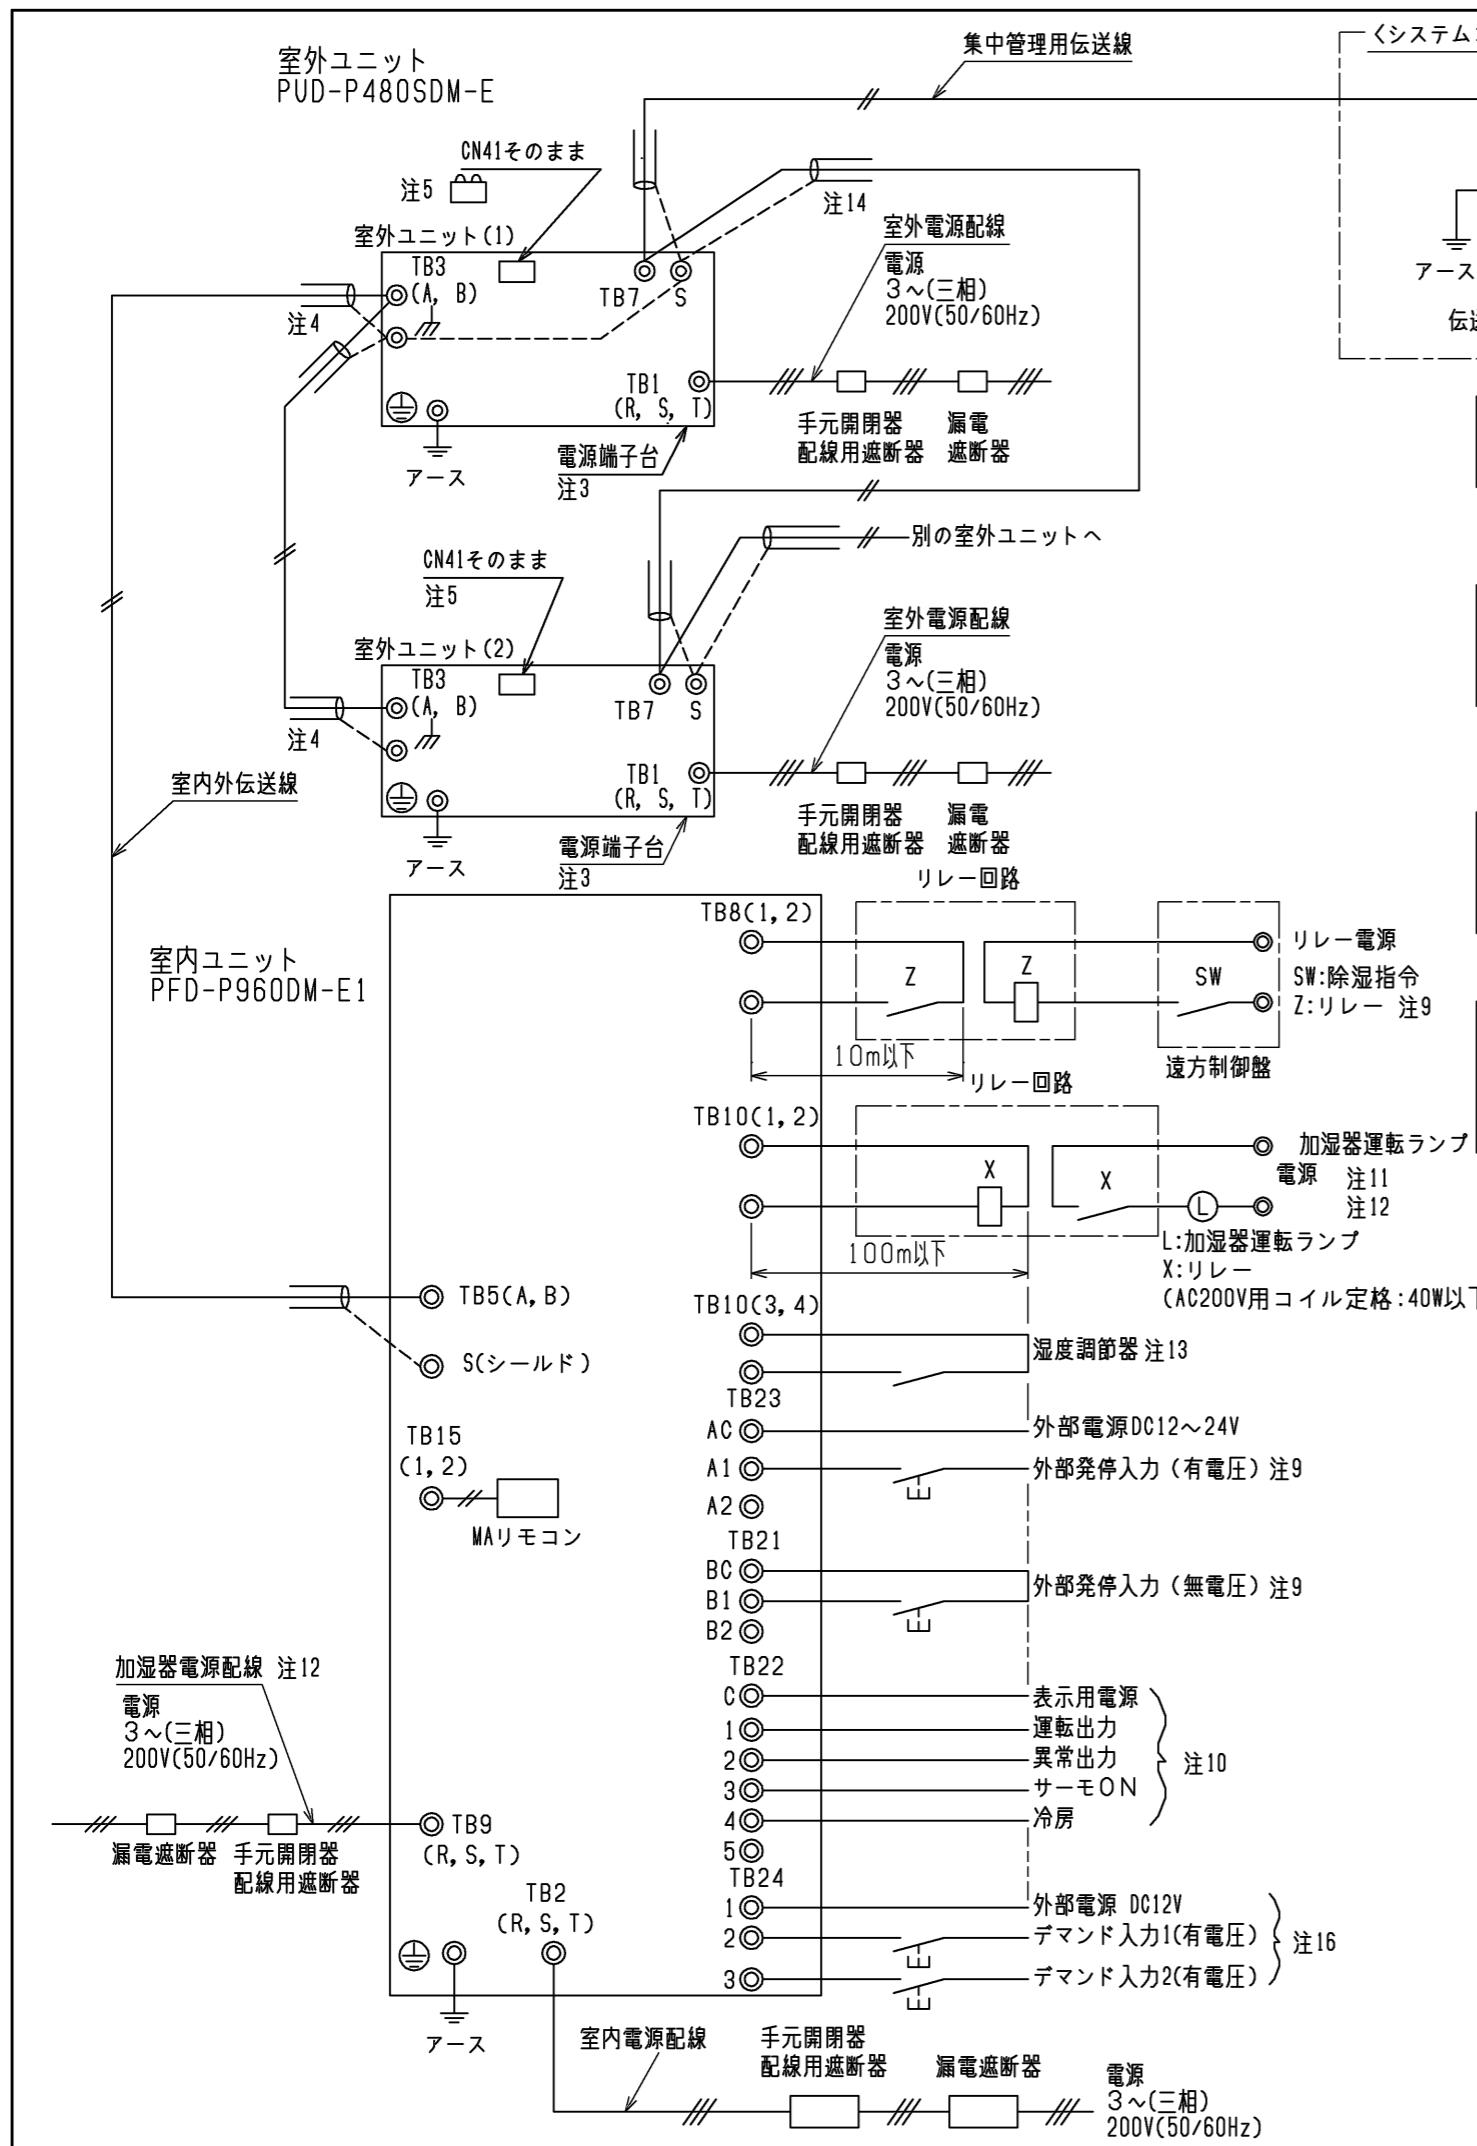 室外ユニット
PUD-P480SDM-E
集中管理用伝送線
〈システム
CN41そのまま
注5
注14
室外ユニット(1)
TB3
(A, B)
TB7 S
注4
室外電源配線
電源
3～(三相)
200V(50/60Hz)
アース
TB1
(R, S, T)
手元開閉器 漏電
配線用遮断器 遮断器
電源端子台
注3
アース
別の室外ユニットへ
CN41そのまま
注5
室外ユニット(2)
TB3
(A, B)
TB7 S
注4
室外電源配線
電源
3～(三相)
200V(50/60Hz)
TB1
(R, S, T)
手元開閉器 漏電
配線用遮断器 遮断器
電源端子台
注3
アース
室内外伝送線
室内ユニット
PFD-P960DM-E1
TB8(1,2)
リレー回路
Z
Z
SW
リレー電源
SW:除湿指令
Z:リレー 注9
遠方制御盤
10m以下
リレー回路
TB10(1,2)
X
X
L
加湿器運転ランプ
電源 注11
注12
L:加湿器運転ランプ
X:リレー
(AC200V用コイル定格:40W以下
100m以下
TB5(A,B)
S(シールド)
TB10(3,4)
湿度調節器 注13
TB23
AC 外部電源DC12～24V
A1 外部発停入力（有電圧）注9
A2
TB15
(1,2)
MAリモコン
TB21
BC
B1 外部発停入力（無電圧）注9
B2
TB22
C 表示用電源
1 運転出力
2 異常出力
3 サーモON
4 冷房
5
注10
加湿器電源配線 注12
電源
3～(三相)
200V(50/60Hz)
漏電遮断器 手元開閉器
配線用遮断器
TB9
(R,S,T)
TB2
(R,S,T)
TB24
1 外部電源 DC12V
2 デマンド入力1(有電圧)
3 デマンド入力2(有電圧)
注16
アース
室内電源配線
手元開閉器
配線用遮断器
漏電遮断器
電源
3～(三相)
200V(50/60Hz)